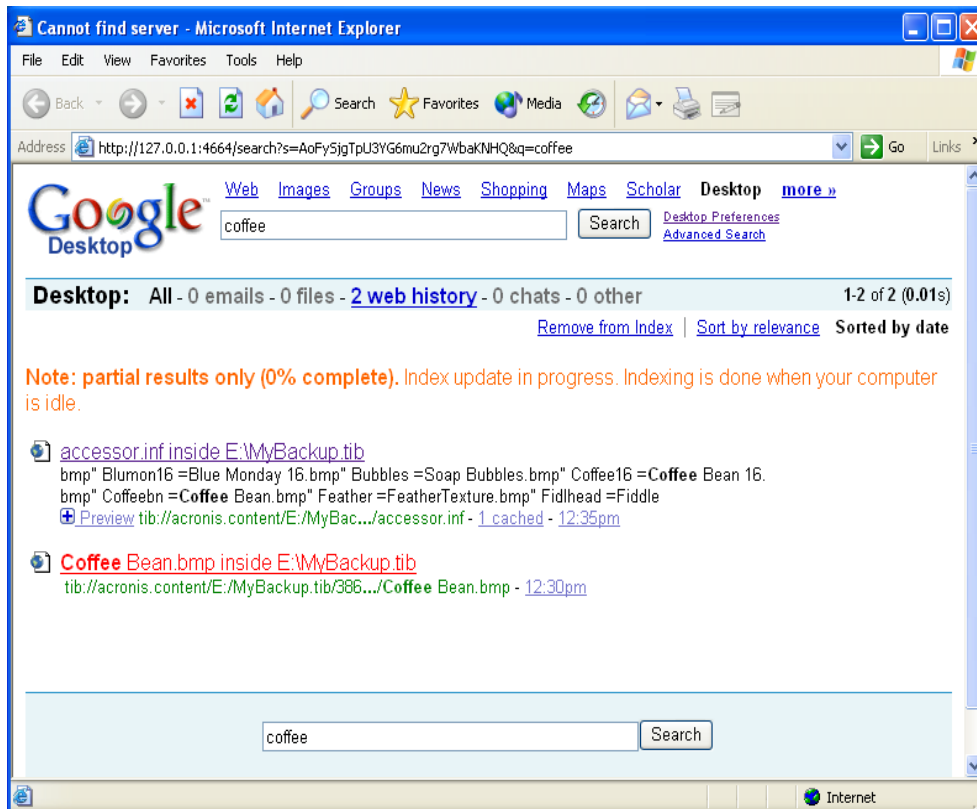 Cannot find server - Microsoft Internet Explorer
File Edit View Favorites Tools Help
Back Search Favorites Media
Address http://127.0.0.1:4664/search?s=AoFy5jgTpU3YG6mu2rg7WbaKNHQ&q=coffee Go Links
Google Desktop
Web Images Groups News Shopping Maps Scholar Desktop more »
coffee Search Desktop Preferences
Advanced Search
Desktop: All - 0 emails - 0 files - 2 web history - 0 chats - 0 other 1-2 of 2 (0.01s)
Remove from Index | Sort by relevance Sorted by date
Note: partial results only (0% complete). Index update in progress. Indexing is done when your computer
is idle.
accessor.inf inside E:\MyBackup.tib
bmp" Blumon16 =Blue Monday 16.bmp" Bubbles =Soap Bubbles.bmp" Coffee16 =Coffee Bean 16.
bmp" Coffeebn =Coffee Bean.bmp" Feather =FeatherTexture.bmp" Fidlhead =Fiddle
Preview tib://acronis.content/E:/MyBac.../accessor.inf - 1 cached - 12:35pm
Coffee Bean.bmp inside E:\MyBackup.tib
tib://acronis.content/E:/MyBackup.tib/386.../Coffee Bean.bmp - 12:30pm
coffee Search
Internet